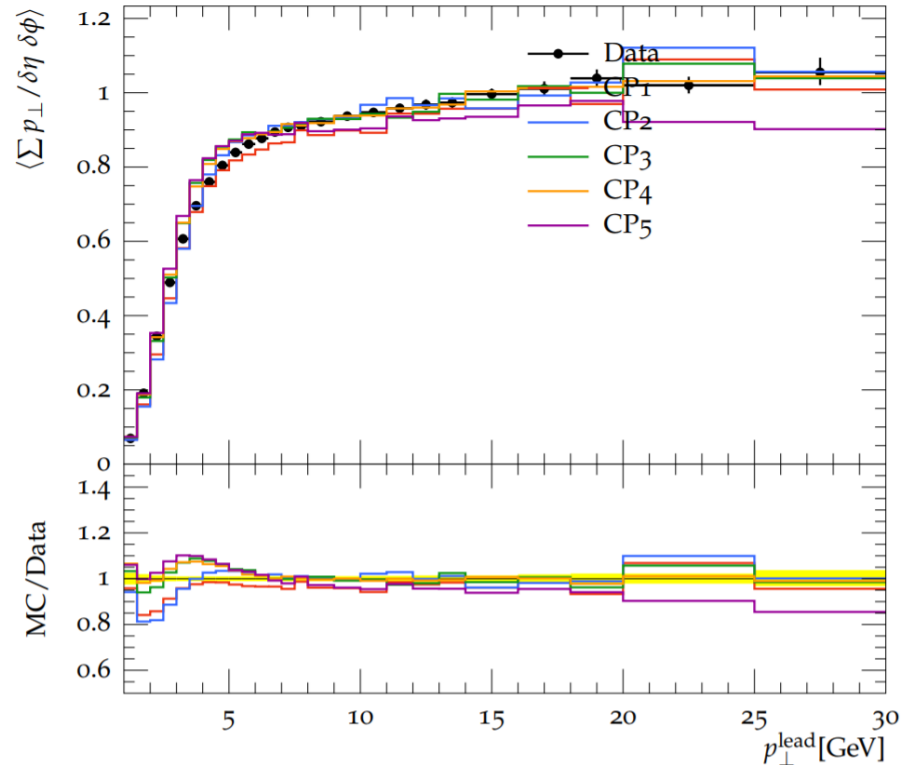 ⟨∑ p⊥/δη δϕ⟩
1.2
1
0.8
0.6
0.4
0.2
0
Data
CP1
CP2
CP3
CP4
CP5
MC/Data
1.4
1.2
1
0.8
0.6
5 10 15 20 25 30
p⊥^lead [GeV]